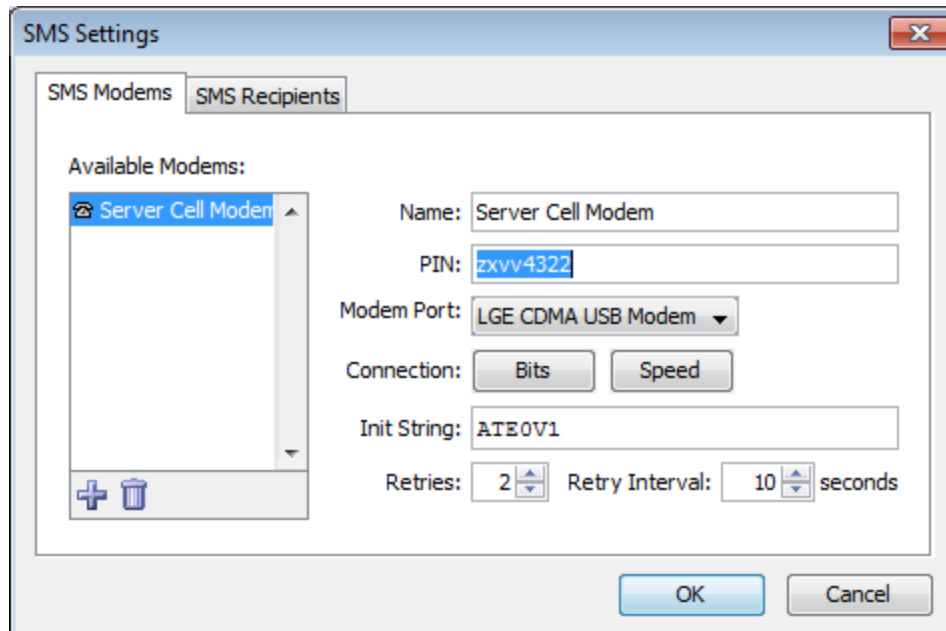 SMS Settings
SMS Modems SMS Recipients
Available Modems:
Server Cell Modem
Name: Server Cell Modem
PIN: zxvv4322
Modem Port: LGE CDMA USB Modem
Connection: Bits Speed
Init String: ATE0V1
Retries: 2 Retry Interval: 10 seconds
OK Cancel